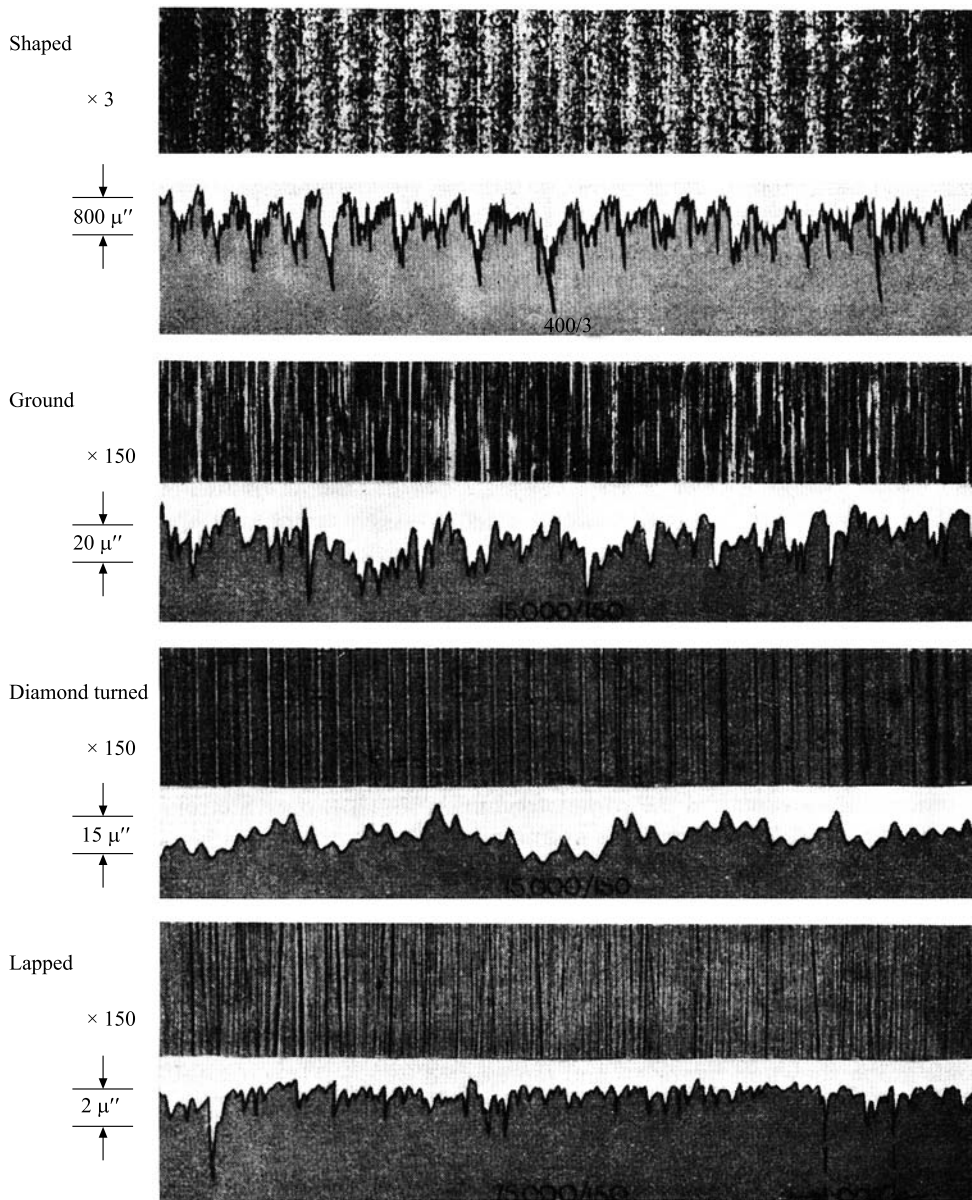 Shaped
× 3
800 μ″
400/3
Ground
× 150
20 μ″
15,000/150
Diamond turned
× 150
15 μ″
15,000/150
Lapped
× 150
2 μ″